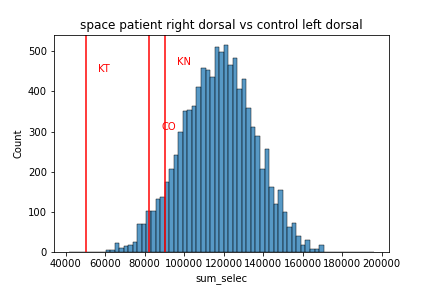 space patient right dorsal vs control left dorsal
500
400
300
200
100
0
Count
KT
KN
CO
40000 60000 80000 100000 120000 140000 160000 180000 200000
sum_selec